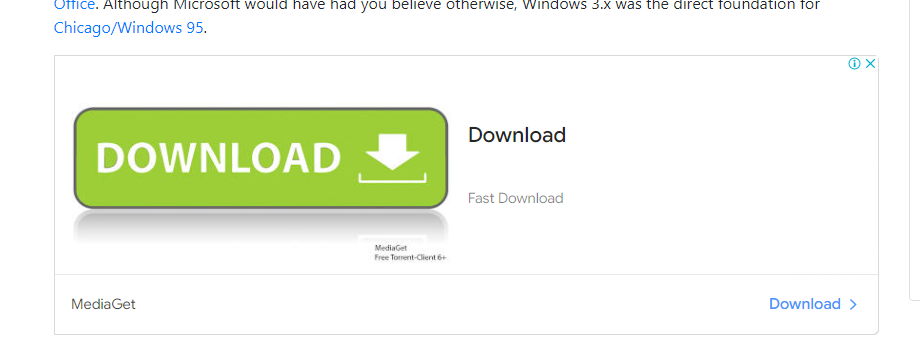 Office. Although Microsoft would have had you believe otherwise, Windows 3.x was the direct foundation for
Chicago/Windows 95.
DOWNLOAD
Download
Fast Download
MediaGet
Free Torrent-Client 6+
MediaGet
Download